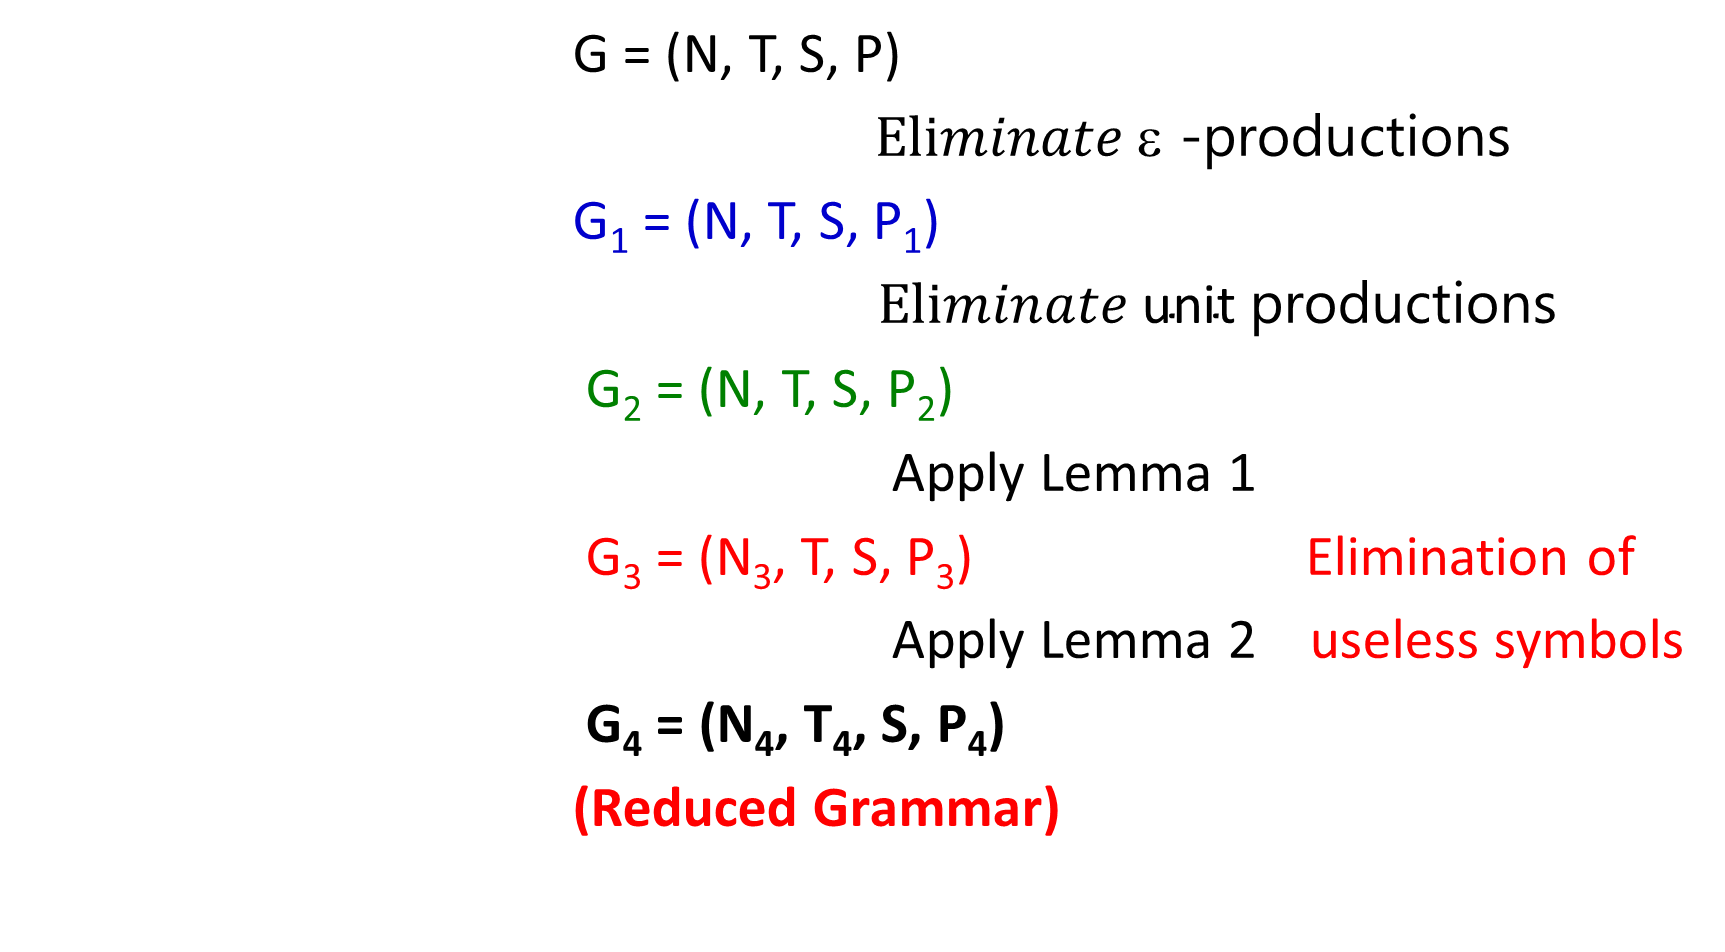 G = (N, T, S, P)
Eliminate ε -productions
G₁ = (N, T, S, P₁)
Eliminate unit productions
G₂ = (N, T, S, P₂)
Apply Lemma 1
G₃ = (N₃, T, S, P₃) Elimination of
Apply Lemma 2 useless symbols
G₄ = (N₄, T₄, S, P₄)
(Reduced Grammar)